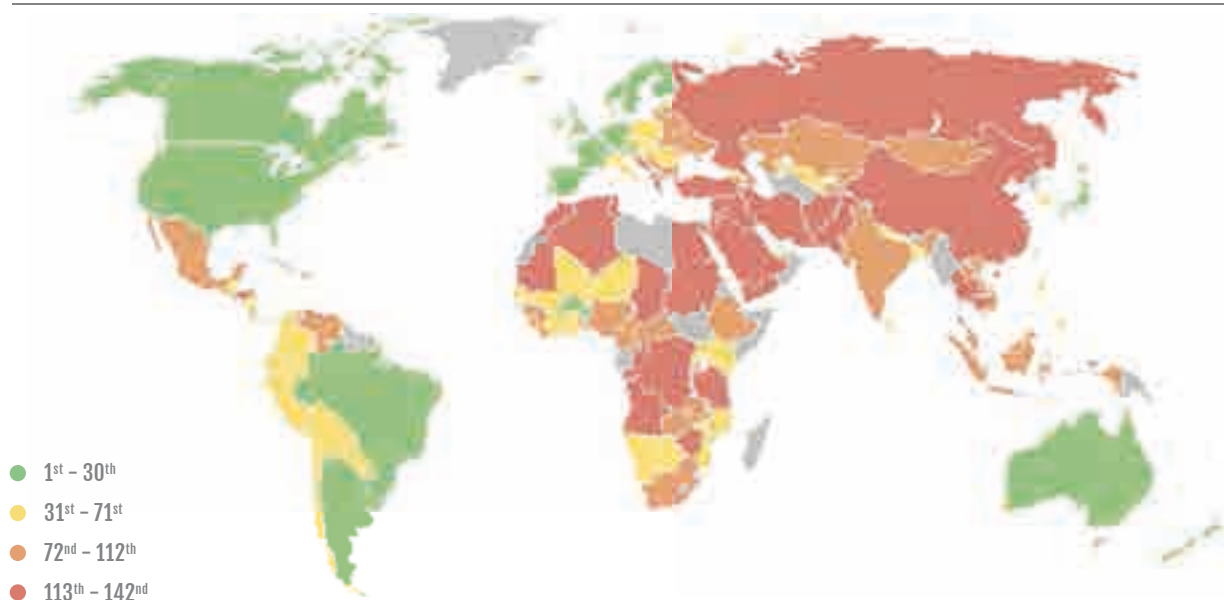 1st – 30th
31st – 71st
72nd – 112th
113th – 142nd